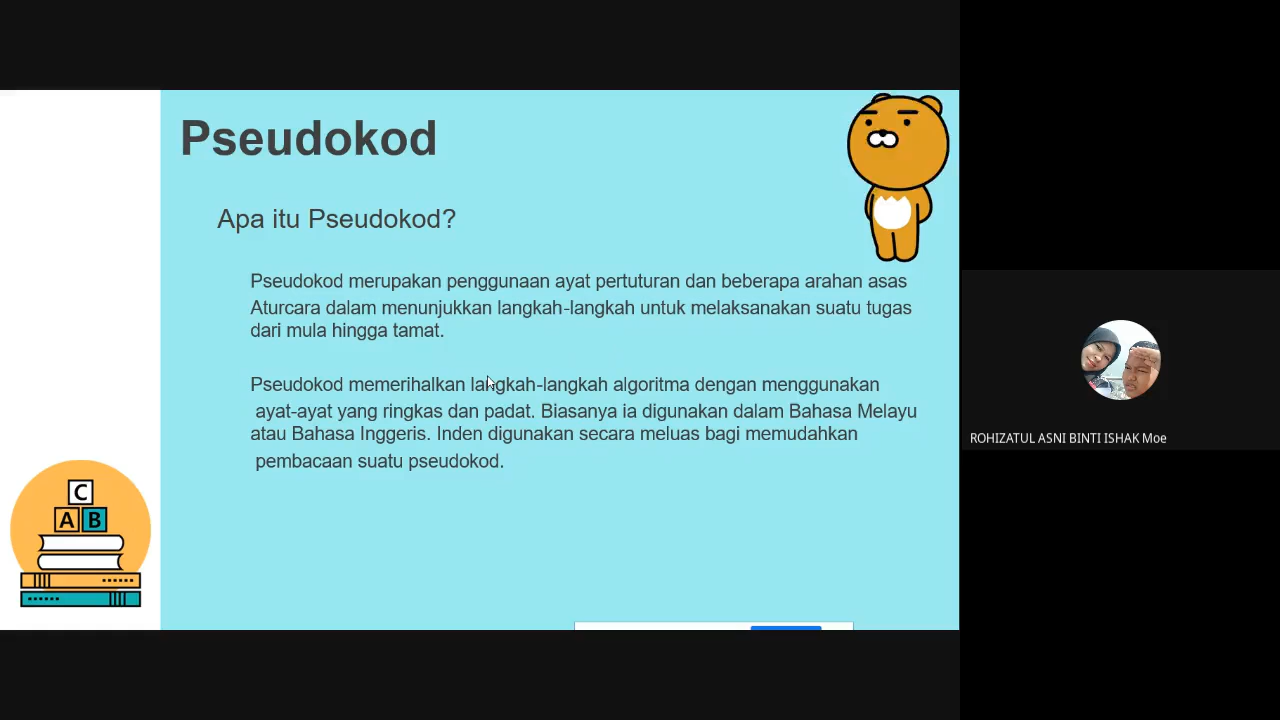 Pseudokod
Apa itu Pseudokod?
Pseudokod merupakan penggunaan ayat pertuturan dan beberapa arahan asas
Aturcara dalam menunjukkan langkah-langkah untuk melaksanakan suatu tugas
dari mula hingga tamat.
Pseudokod memerihalkan langkah-langkah algoritma dengan menggunakan
ayat-ayat yang ringkas dan padat. Biasanya ia digunakan dalam Bahasa Melayu
atau Bahasa Inggeris. Inden digunakan secara meluas bagi memudahkan
pembacaan suatu pseudokod.
C
A B
ROHIZATUL ASNI BINTI ISHAK Moe